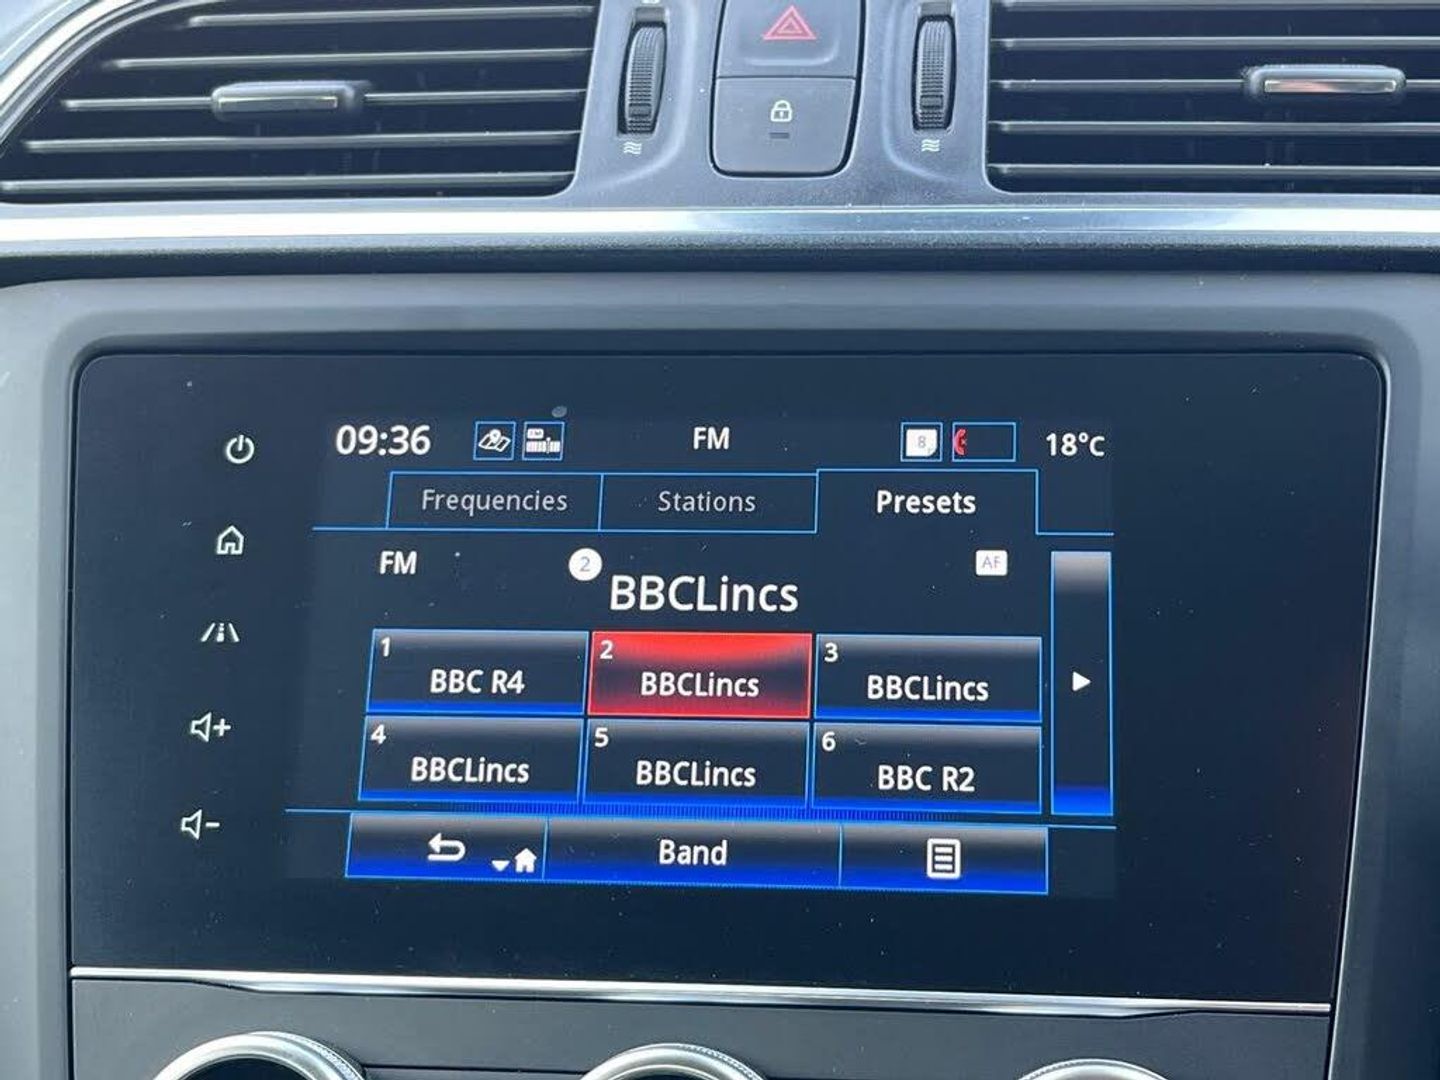 09:36 FM 8 18°C
Frequencies Stations Presets
FM 2 BBCLincs AF
1 BBC R4
2 BBCLincs
3 BBCLincs
4 BBCLincs
5 BBCLincs
6 BBC R2
Band